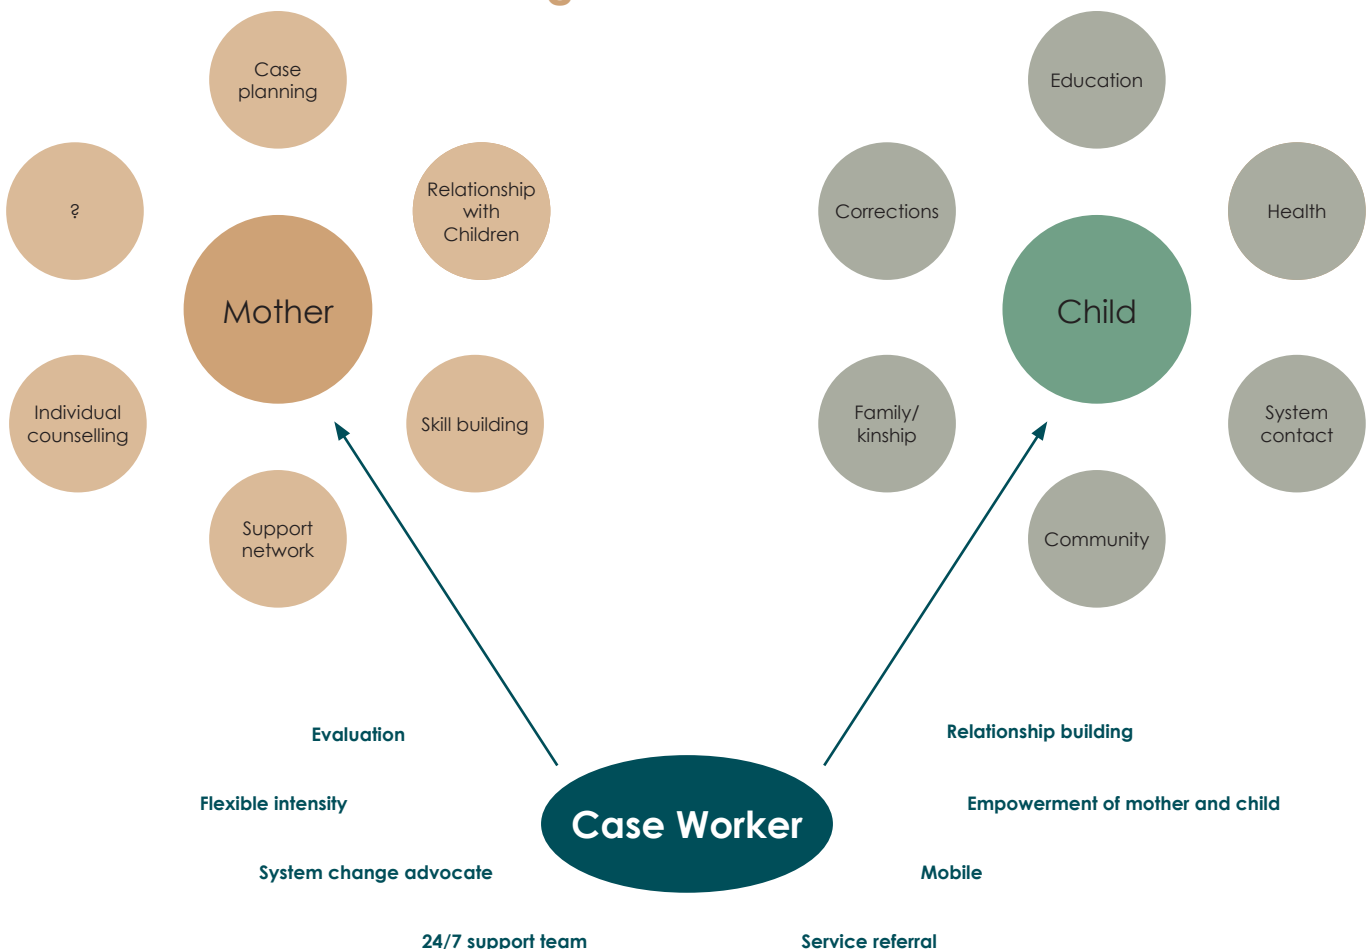 Case
planning
?
Relationship
with
Children
Mother
Individual
counselling
Skill building
Support
network
Education
Corrections
Health
Child
Family/
kinship
System
contact
Community
Evaluation
Relationship building
Flexible intensity
Empowerment of mother and child
Case Worker
System change advocate
Mobile
24/7 support team
Service referral